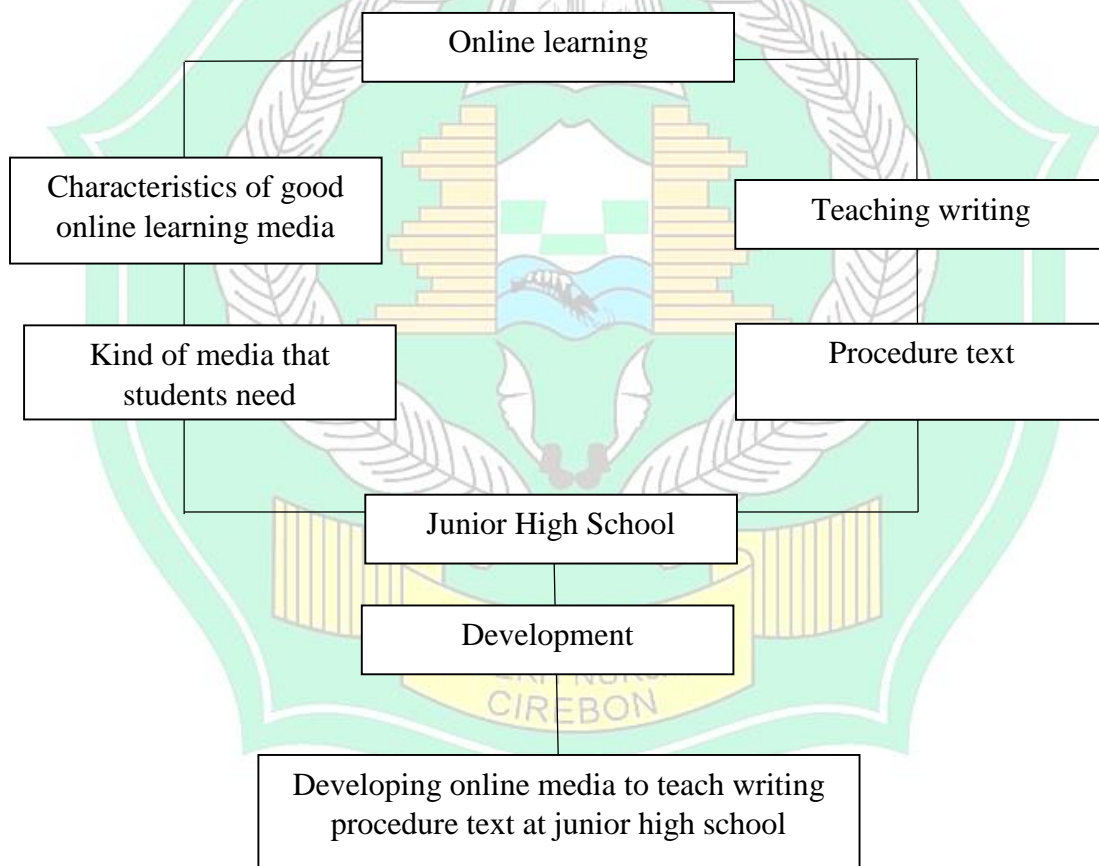 Online learning
Characteristics of good
online learning media
Teaching writing
Kind of media that
students need
Procedure text
Junior High School
Development
CIREBON
Developing online media to teach writing
procedure text at junior high school